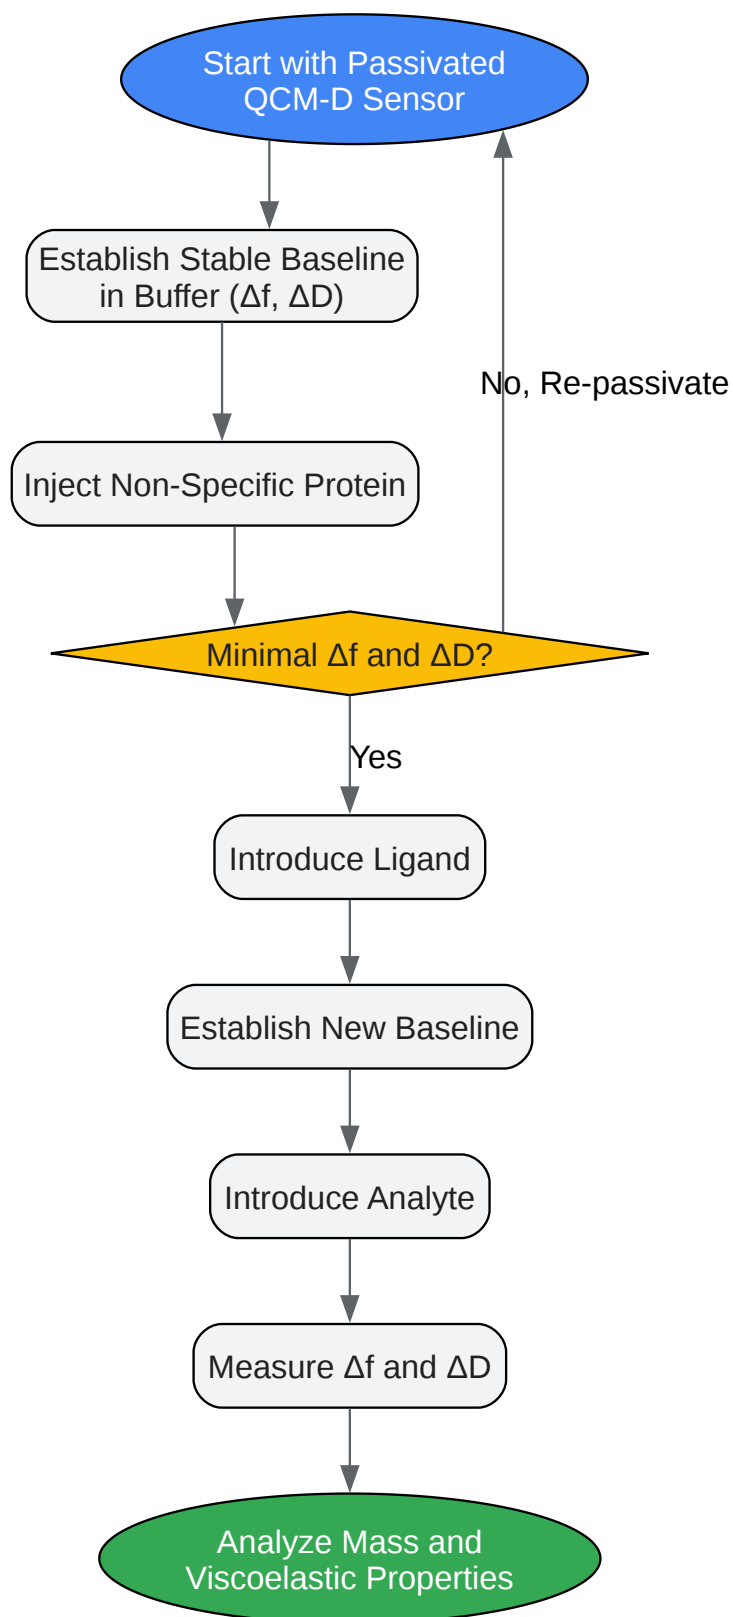 Start with Passivated
QCM-D Sensor
Establish Stable Baseline
in Buffer (Δf, ΔD)
No, Re-passivate
Inject Non-Specific Protein
Minimal Δf and ΔD?
Yes
Introduce Ligand
Establish New Baseline
Introduce Analyte
Measure Δf and ΔD
Analyze Mass and
Viscoelastic Properties